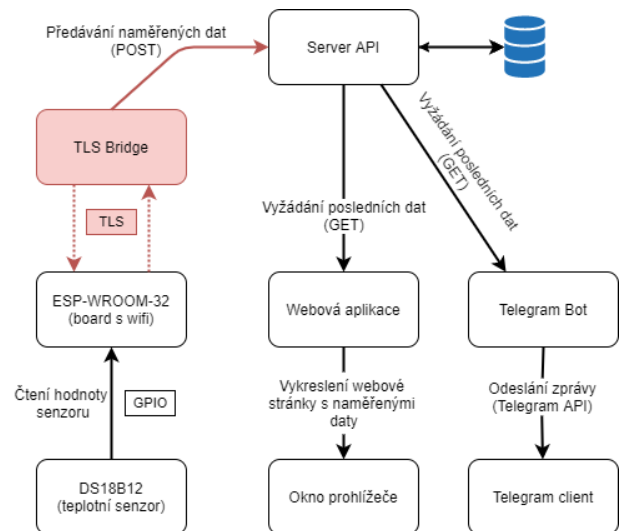 Předávání naměřených dat
(POST)
Server API
TLS Bridge
Vyžádání posledních dat
(GET)
TLS
Vyžádání posledních dat
(GET)
ESP-WROOM-32
(board s wifi)
Webová aplikace
Telegram Bot
Čtení hodnoty
senzoru
GPIO
Vykreslení webové
stránky s naměřenými
daty
Odeslání zprávy
(Telegram API)
DS18B12
(teplotní senzor)
Okno prohlížeče
Telegram client